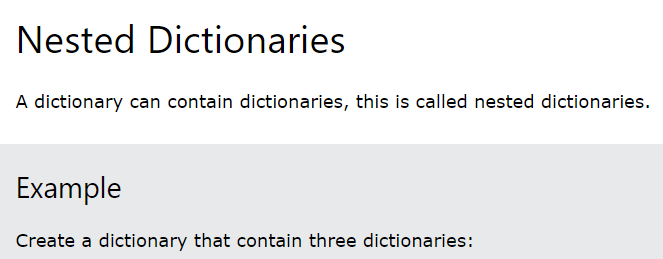 Nested Dictionaries
A dictionary can contain dictionaries, this is called nested dictionaries.
Example
Create a dictionary that contain three dictionaries: